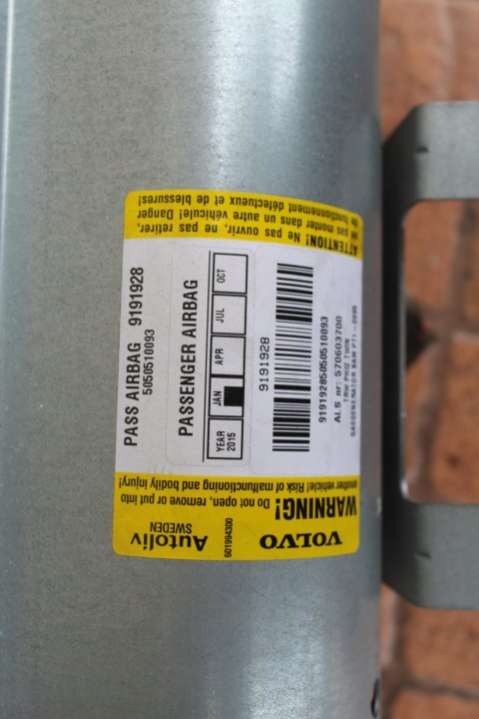 VOLVO
Autoliv
SWEDEN
601994300
WARNING!
Do not open, remove or put into
another vehicle! Risk of malfunctioning and bodily injury!
PASS AIRBAG 9191928
5050510093
PASSENGER AIRBAG
YEAR
2015
JAN
APR
JUL
OCT
9191928
91919285050510093
ALS nr: 570603700
TRW PH02 TWIN
ATTENTION! Ne pas ouvrir, ne pas retirer,
ne pas monter dans un autre véhicule! Danger
de fonctionnement défectueux et de blessures!